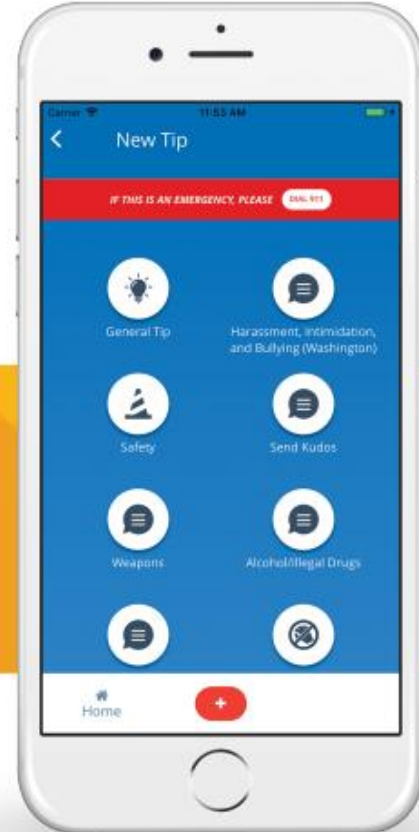 Carrier 11:53 AM
New Tip
IF THIS IS AN EMERGENCY, PLEASE DIAL 911
General Tip
Harassment, Intimidation,
and Bullying (Washington)
Safety
Send Kudos
Weapons
Alcohol/Illegal Drugs
Home
+